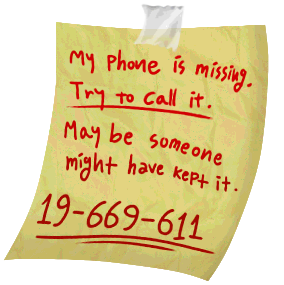 My phone is missing.
Try to call it.
May be someone
might have kept it.
19-669-611